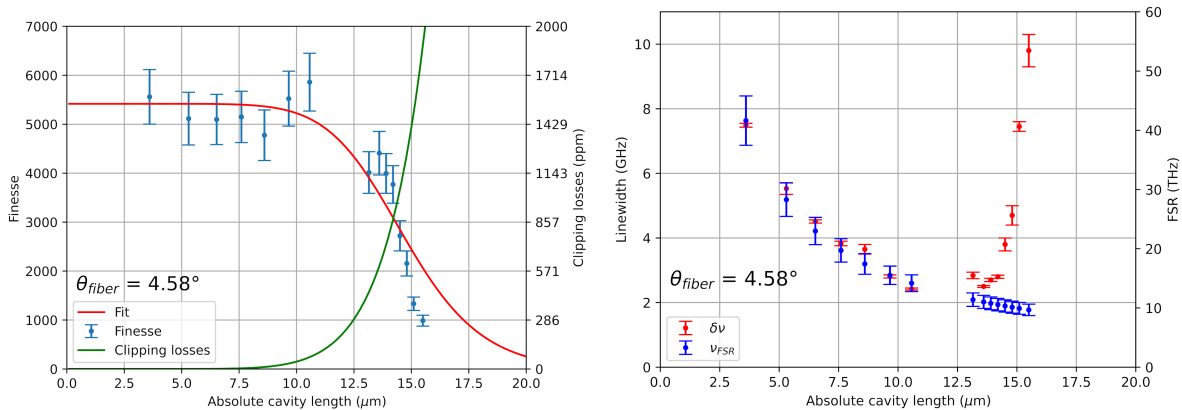 7000
6000
5000
4000
3000
2000
1000
0
Finesse
2000
1714
1429
1143
857
571
286
0
Clipping losses (ppm)
θfiber = 4.58°
Fit
Finesse
Clipping losses
0.0 2.5 5.0 7.5 10.0 12.5 15.0 17.5 20.0
Absolute cavity length (μm)
10
8
6
4
2
0
Linewidth (GHz)
60
50
40
30
20
10
0
FSR (THz)
θfiber = 4.58°
δν
νFSR
0.0 2.5 5.0 7.5 10.0 12.5 15.0 17.5 20.0
Absolute cavity length (μm)